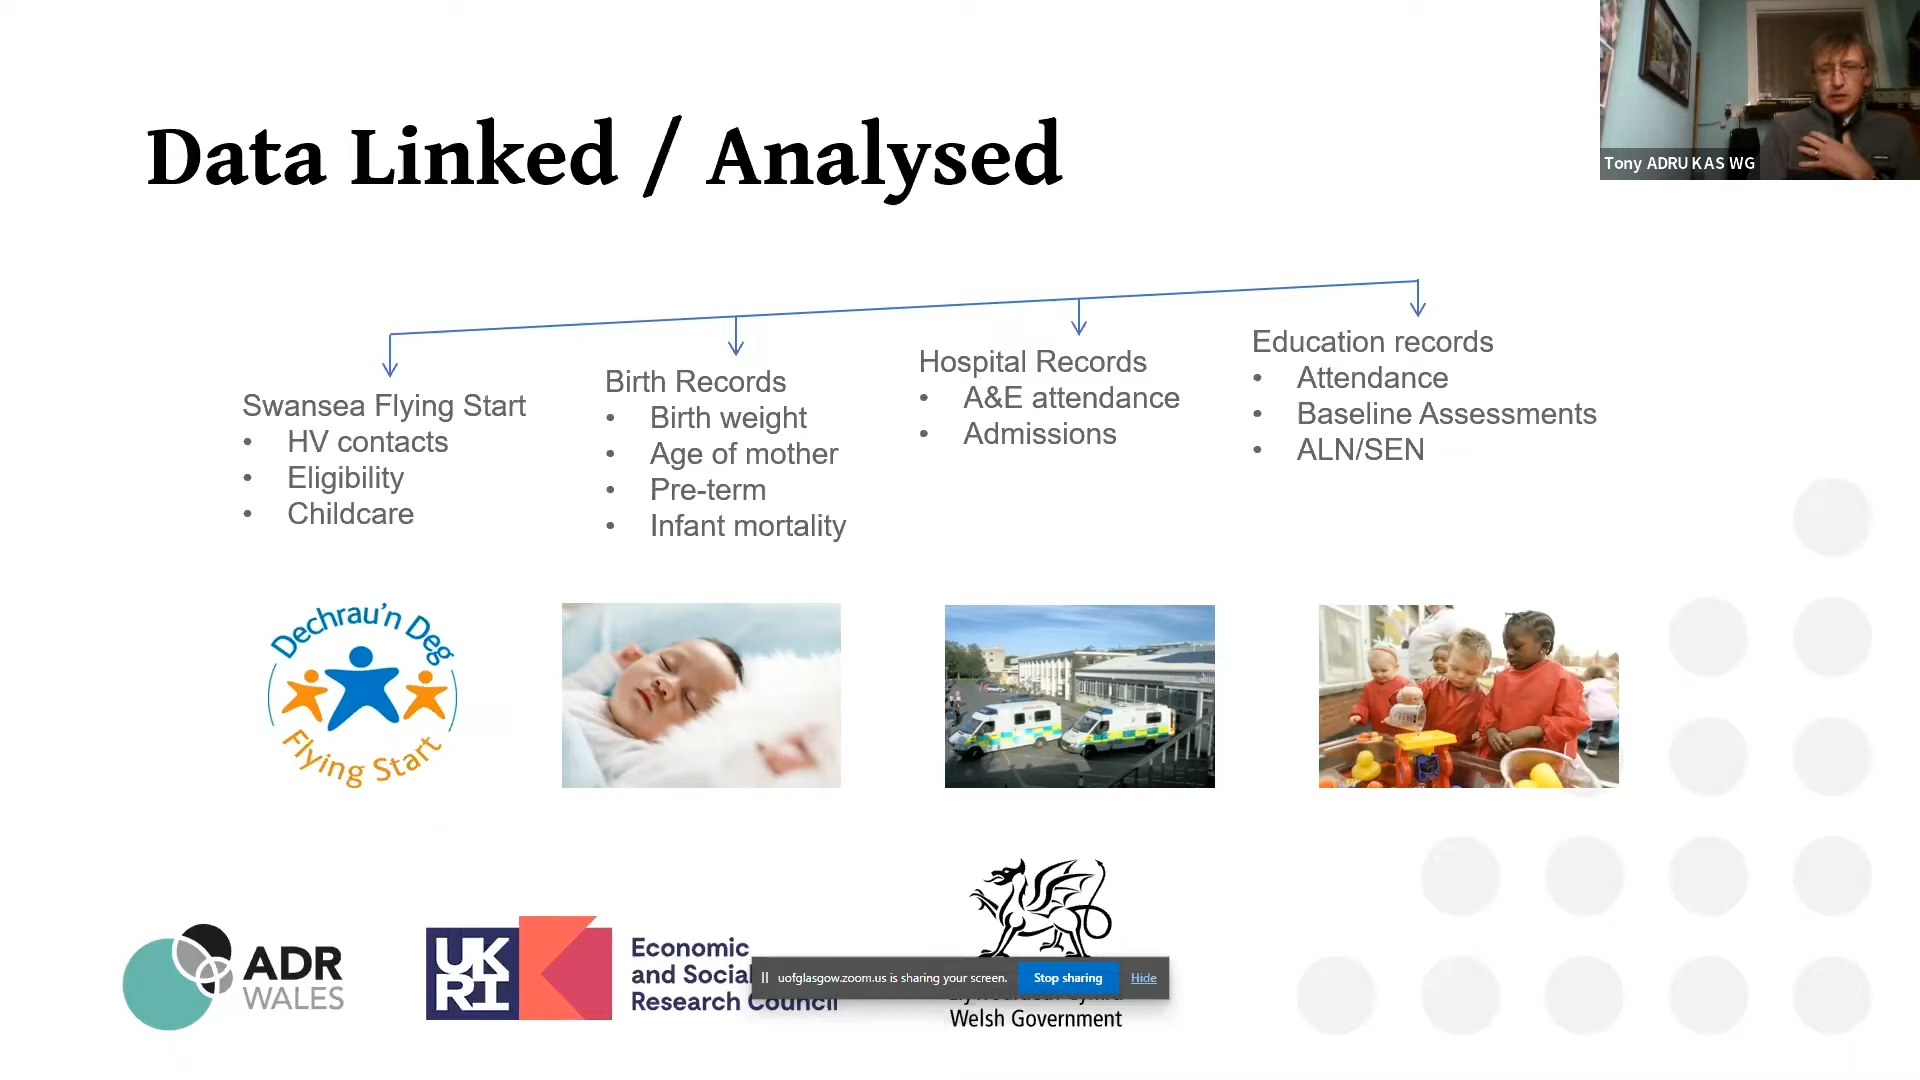 Data Linked / Analysed
Tony ADRU KAS WG
Swansea Flying Start
• HV contacts
• Eligibility
• Childcare
Birth Records
• Birth weight
• Age of mother
• Pre-term
• Infant mortality
Hospital Records
• A&E attendance
• Admissions
Education records
• Attendance
• Baseline Assessments
• ALN/SEN
Dechrau'n Deg
Flying Start
ADR
WALES
UK
RI
Economic
and Social
Research Council
uofglasgow.zoom.us is sharing your screen.
Stop sharing
Hide
Welsh Government